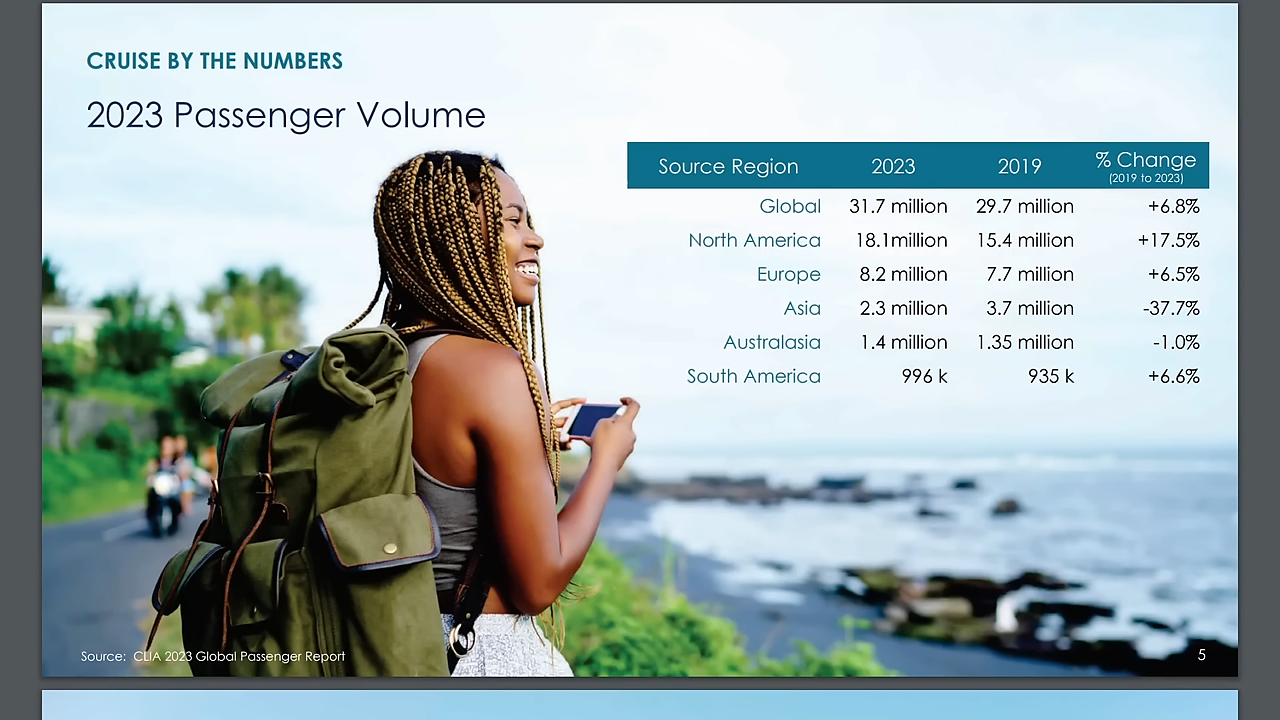 CRUISE BY THE NUMBERS
2023 Passenger Volume
Source Region 2023 2019 % Change
(2019 to 2023)
Global 31.7 million 29.7 million +6.8%
North America 18.1million 15.4 million +17.5%
Europe 8.2 million 7.7 million +6.5%
Asia 2.3 million 3.7 million -37.7%
Australasia 1.4 million 1.35 million -1.0%
South America 996 k 935 k +6.6%
Source: CLIA 2023 Global Passenger Report
5